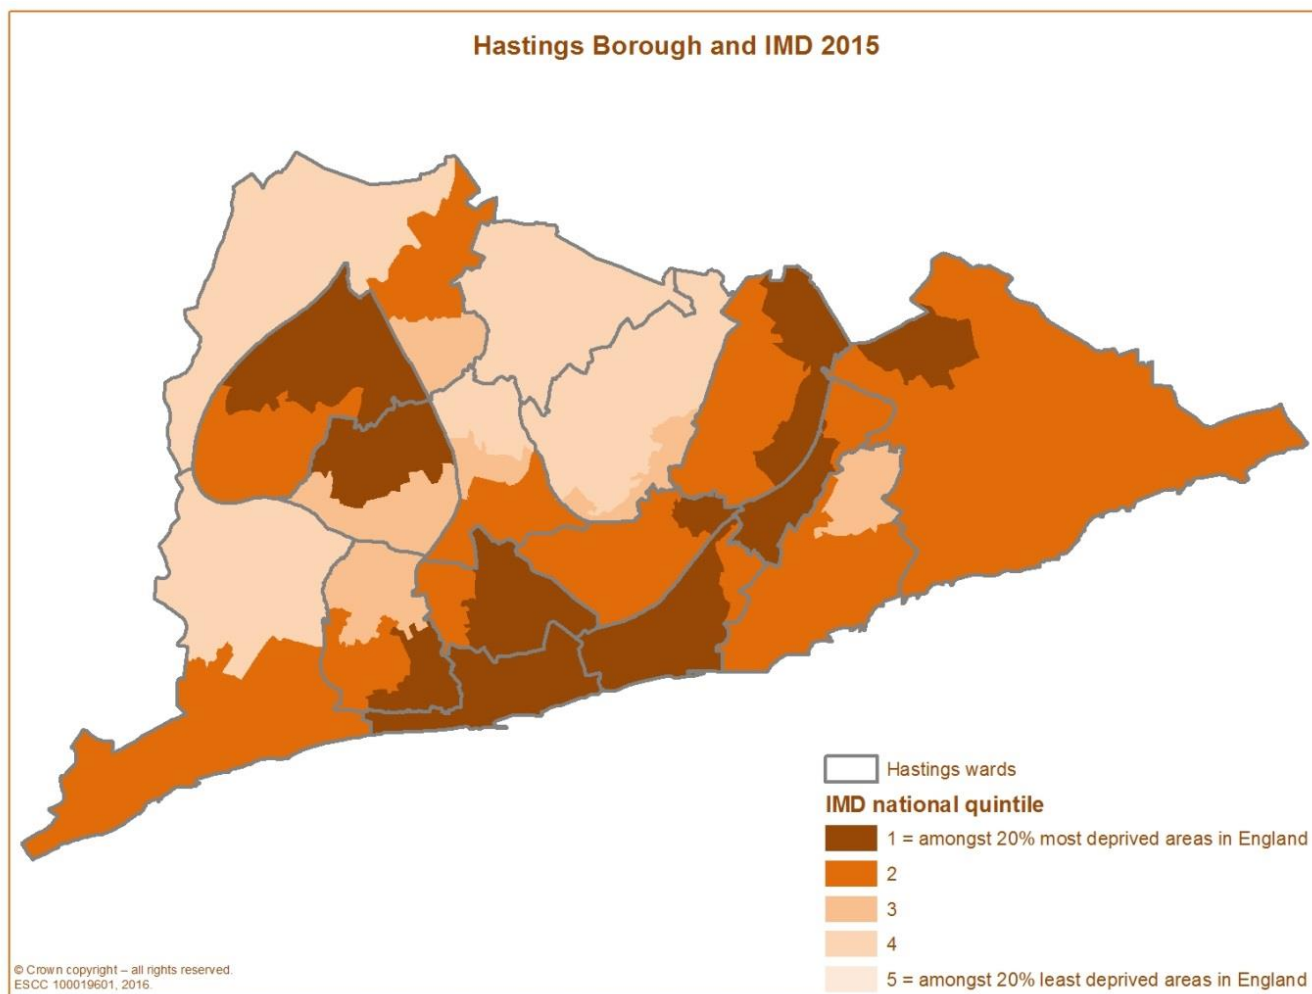 Hastings Borough and IMD 2015
Hastings wards
IMD national quintile
1 = amongst 20% most deprived areas in England
2
3
4
5 = amongst 20% least deprived areas in England
© Crown copyright – all rights reserved.
ESCC 100019601, 2016.